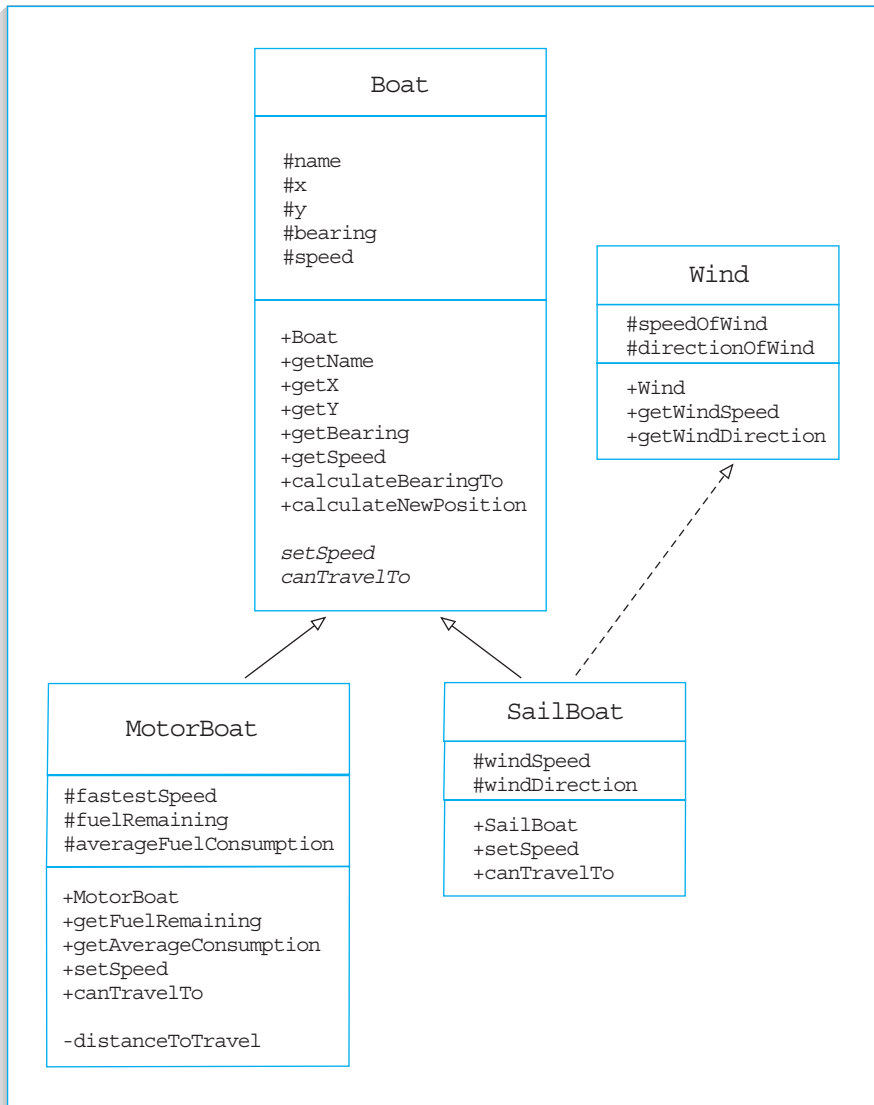 Boat
#name
#x
#y
#bearing
#speed
+Boat
+getName
+getX
+getY
+getBearing
+getSpeed
+calculateBearingTo
+calculateNewPosition
setSpeed
canTravelTo
Wind
#speedOfWind
#directionOfWind
+Wind
+getWindSpeed
+getWindDirection
MotorBoat
#fastestSpeed
#fuelRemaining
#averageFuelConsumption
+MotorBoat
+getFuelRemaining
+getAverageConsumption
+setSpeed
+canTravelTo
-distanceToTravel
SailBoat
#windSpeed
#windDirection
+SailBoat
+setSpeed
+canTravelTo